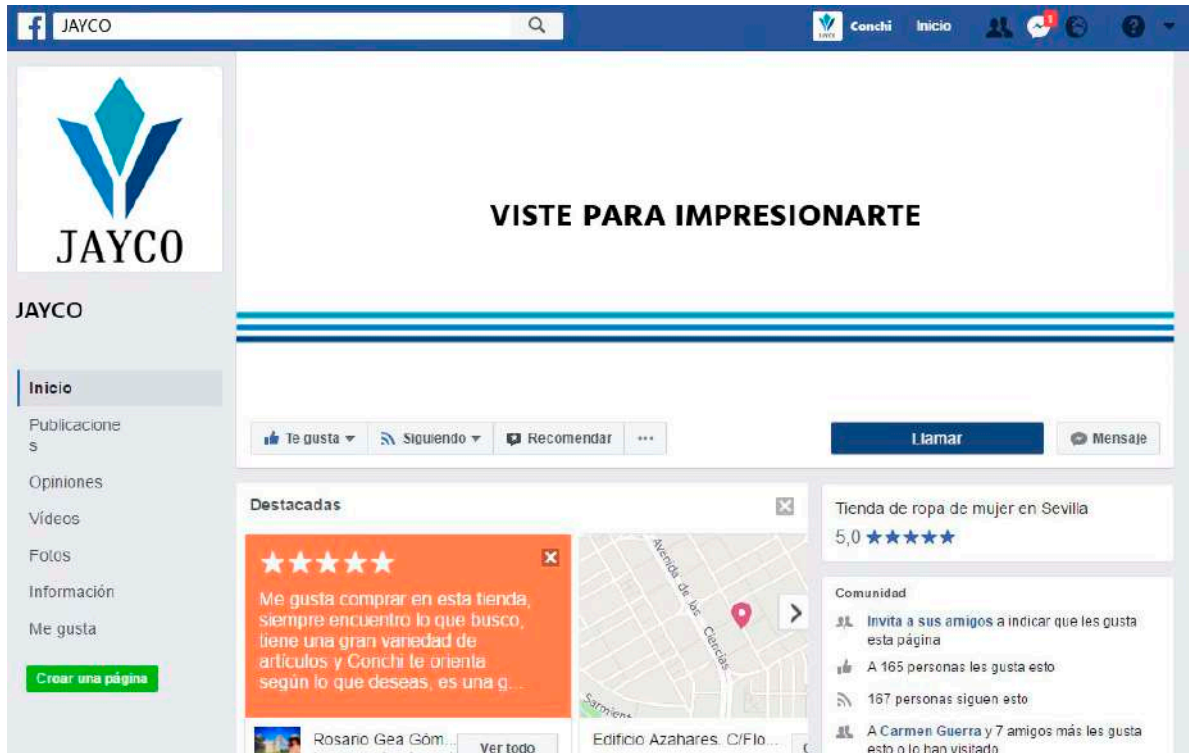 JAYCO
Conchi Inicio
1
JAYCO
JAYCO
JAYCO
VISTE PARA IMPRESIONARTE
Inicio
Publicacione
s
Opiniones
Vídeos
Fotos
Información
Me gusta
Crear una página
Te gusta Siguiendo Recomendar ...
Llamar Mensaje
Destacadas
Me gusta comprar en esta tienda,
siempre encuentro lo que busco,
tiene una gran variedad de
artículos y Conchi te orienta
según lo que deseas, es una g...
Rosario Gea Góm...
Ver todo
Avenida de las Ciencias
Sarmient
Edificio Azahares. C/Flo...
Tienda de ropa de mujer en Sevilla
5,0
Comunidad
Invita a sus amigos a indicar que les gusta
esta página
A 165 personas les gusta esto
167 personas siguen esto
A Carmen Guerra y 7 amigos más les gusta
esto o lo han visitado